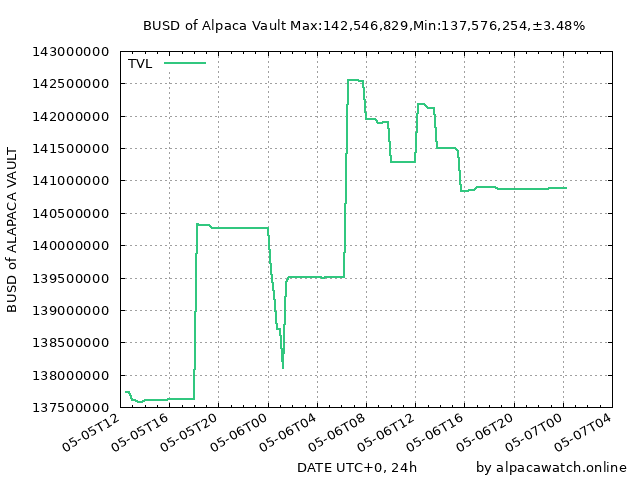 BUSD of Alpaca Vault Max:142,546,829,Min:137,576,254,±3.48%
TVL
143000000
142500000
142000000
141500000
141000000
140500000
140000000
139500000
139000000
138500000
138000000
137500000
BUSD of ALAPACA VAULT
05-05T12
05-05T16
05-05T20
05-06T00
05-06T04
05-06T08
05-06T12
05-06T16
05-06T20
05-07T00
05-07T04
DATE UTC+0, 24h
by alpacawatch.online